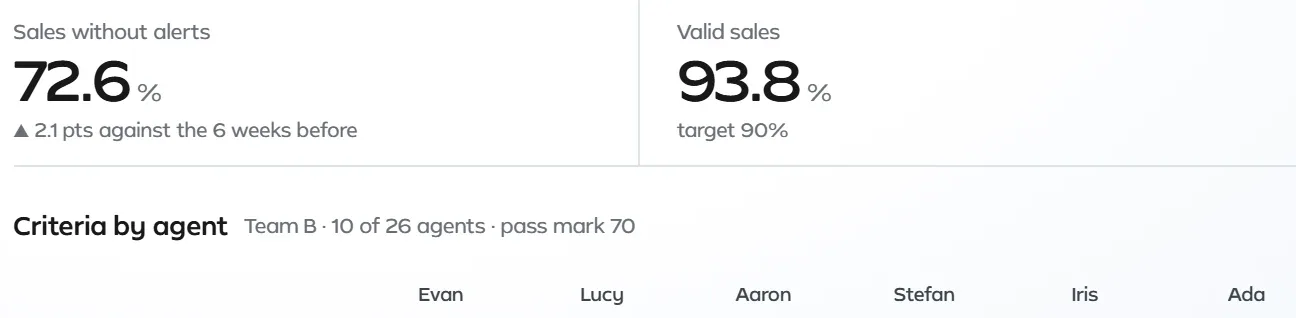 Sales without alerts
72.6 %
▲ 2.1 pts against the 6 weeks before
Valid sales
93.8 %
target 90%
Criteria by agent Team B · 10 of 26 agents · pass mark 70
Evan Lucy Aaron Stefan Iris Ada